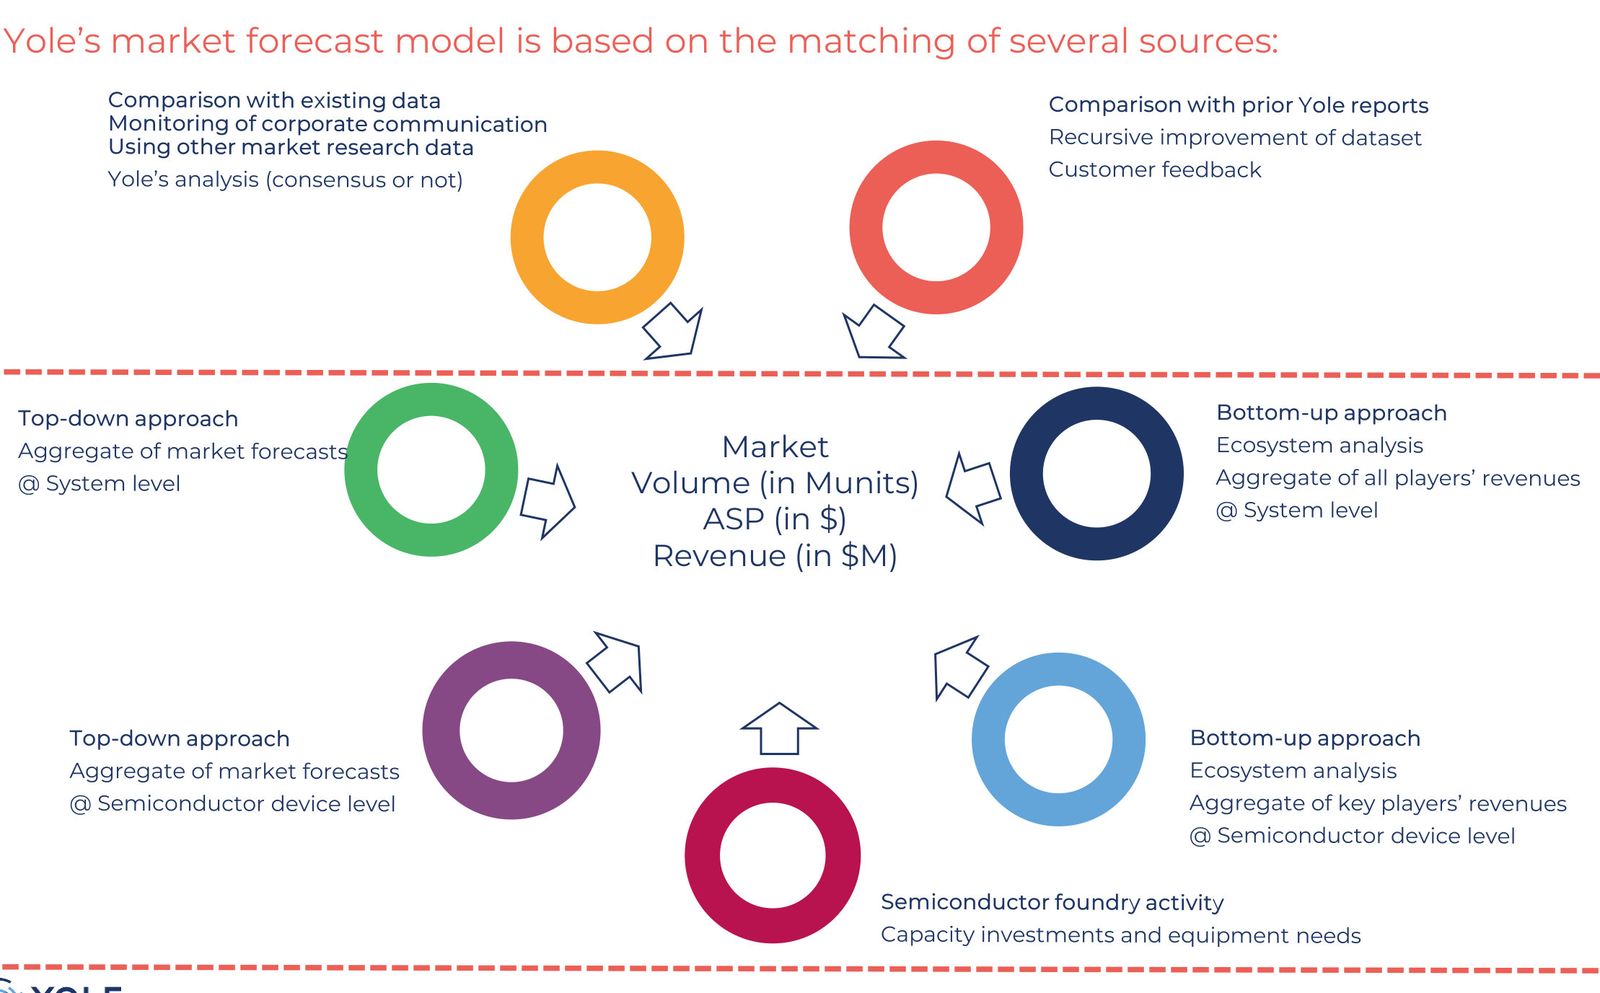 Yole’s market forecast model is based on the matching of several sources:
Comparison with existing data
Monitoring of corporate communication
Using other market research data
Yole’s analysis (consensus or not)
Comparison with prior Yole reports
Recursive improvement of dataset
Customer feedback
Top-down approach
Aggregate of market forecasts
@ System level
Market
Volume (in Munits)
ASP (in $)
Revenue (in $M)
Bottom-up approach
Ecosystem analysis
Aggregate of all players’ revenues
@ System level
Top-down approach
Aggregate of market forecasts
@ Semiconductor device level
Bottom-up approach
Ecosystem analysis
Aggregate of key players’ revenues
@ Semiconductor device level
Semiconductor foundry activity
Capacity investments and equipment needs
YOLE